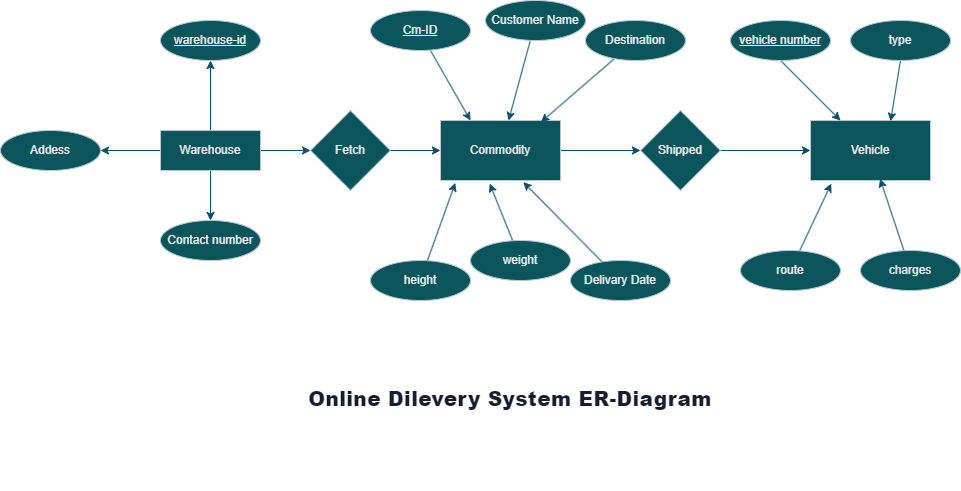 warehouse-id
Cm-ID
Customer Name
Destination
vehicle number
type
Addess
Warehouse
Fetch
Commodity
Shipped
Vehicle
Contact number
height
weight
Delivary Date
route
charges
Online Dilevery System ER-Diagram